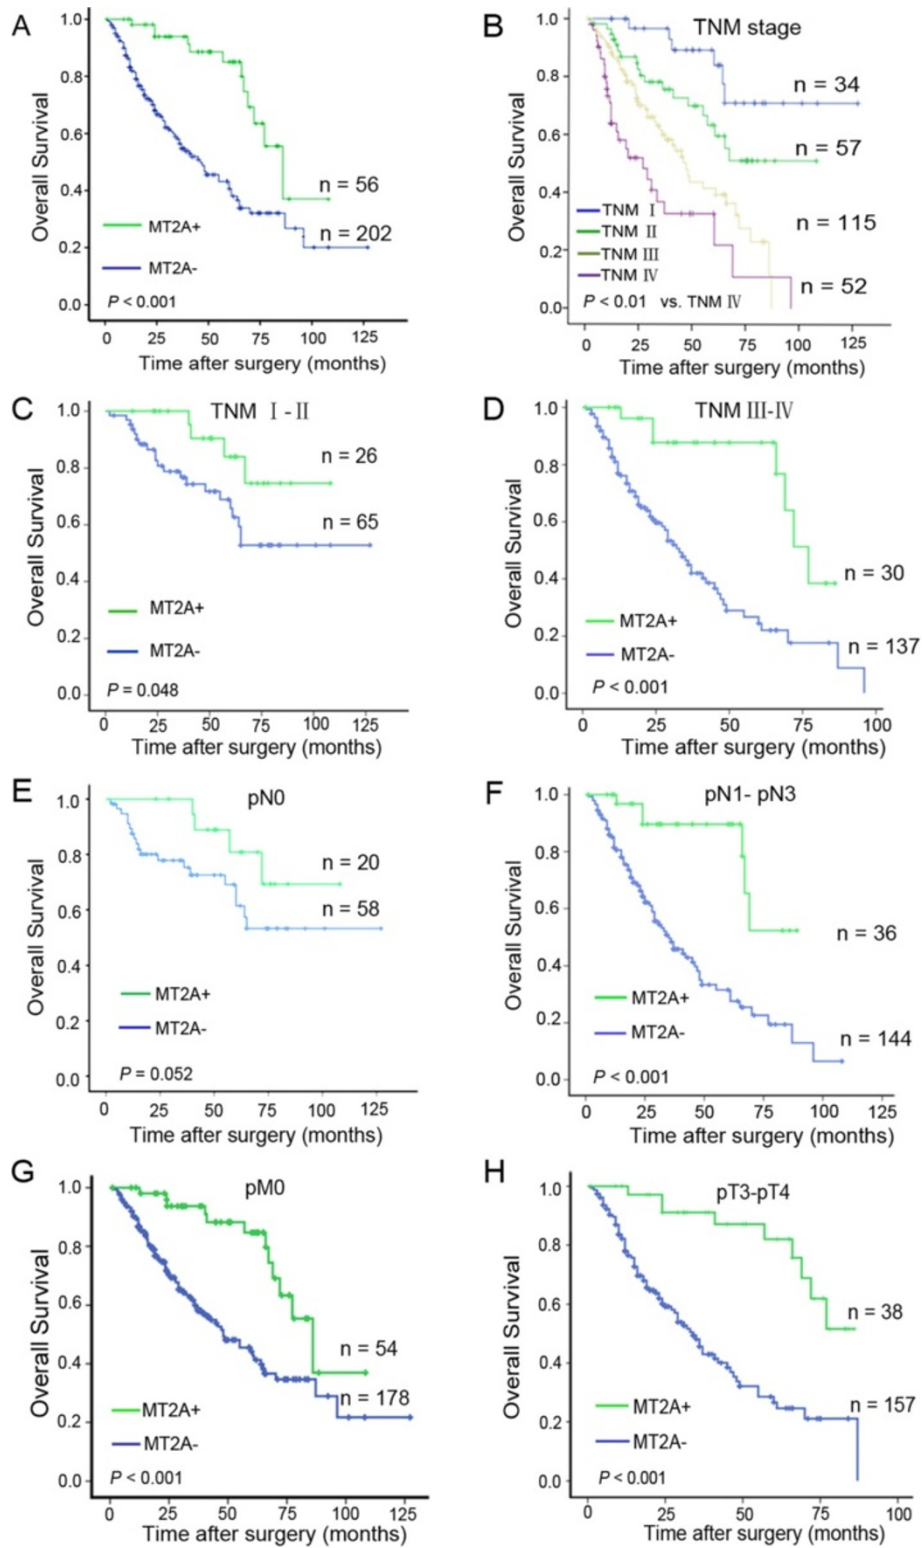 A
Overall Survival
1.0
0.8
0.6
0.4
0.2
0.0
n = 56
n = 202
MT2A+
MT2A-
P < 0.001
0 25 50 75 100 125
Time after surgery (months)
B
TNM stage
Overall Survival
1.0
0.8
0.6
0.4
0.2
0.0
n = 34
n = 57
n = 115
n = 52
TNM Ⅰ
TNM Ⅱ
TNM Ⅲ
TNM Ⅳ
P < 0.01 vs. TNM Ⅳ
0 25 50 75 100 125
Time after surgery (months)
C
TNM Ⅰ-Ⅱ
Overall Survival
1.0
0.8
0.6
0.4
0.2
0.0
n = 26
n = 65
MT2A+
MT2A-
P = 0.048
0 25 50 75 100 125
Time after surgery (months)
D
TNM Ⅲ-Ⅳ
Overall Survival
1.0
0.8
0.6
0.4
0.2
0.0
n = 30
n = 137
MT2A+
MT2A-
P < 0.001
0 25 50 75 100
Time after surgery (months)
E
pN0
Overall Survival
1.0
0.8
0.6
0.4
0.2
0.0
n = 20
n = 58
MT2A+
MT2A-
P = 0.052
0 25 50 75 100 125
Time after surgery (months)
F
pN1- pN3
Overall Survival
1.0
0.8
0.6
0.4
0.2
0.0
n = 36
n = 144
MT2A+
MT2A-
P < 0.001
0 25 50 75 100 125
Time after surgery (months)
G
pM0
Overall Survival
1.0
0.8
0.6
0.4
0.2
0.0
n = 54
n = 178
MT2A+
MT2A-
P < 0.001
0 25 50 75 100 125
Time after surgery (months)
H
pT3-pT4
Overall Survival
1.0
0.8
0.6
0.4
0.2
0.0
n = 38
n = 157
MT2A+
MT2A-
P < 0.001
0 25 50 75 100
Time after surgery (months)